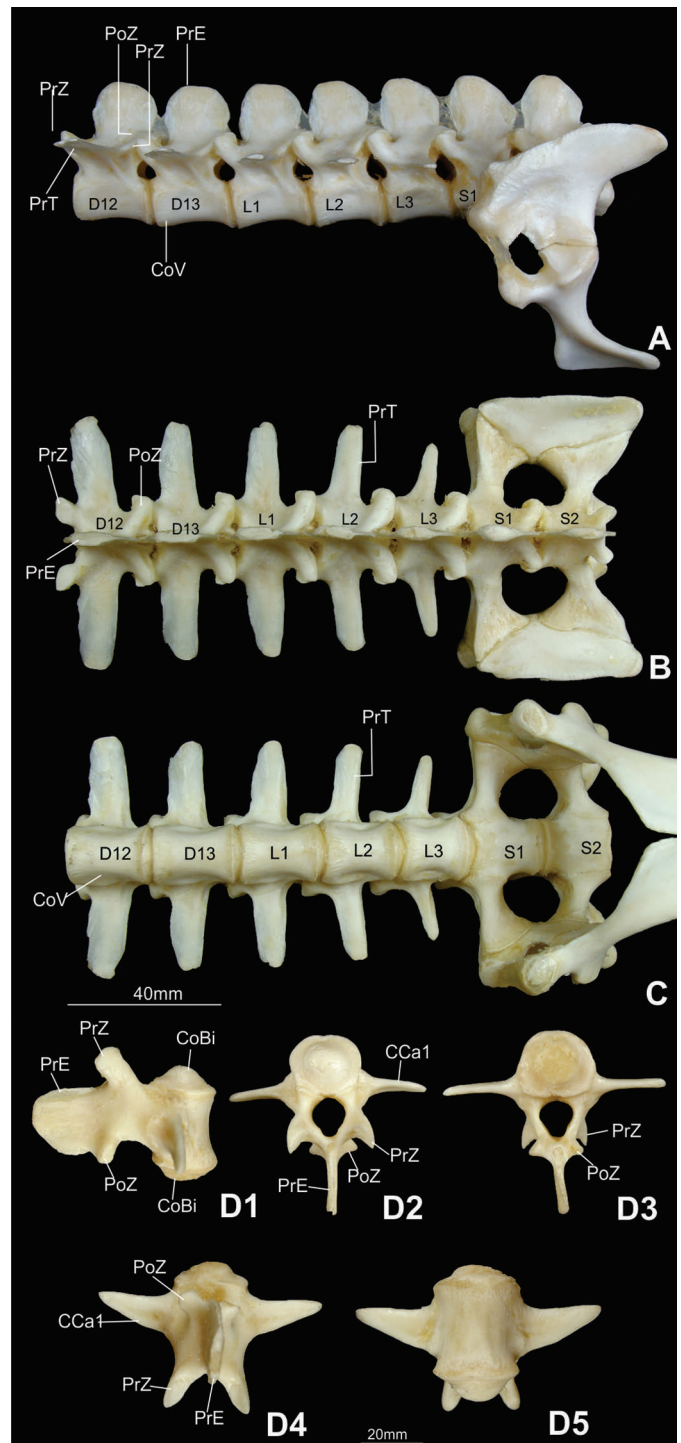 PoZ
PrZ
PrE
PrZ
PrT
D12 D13 L1 L2 L3 S1
CoV
A
PrT
PrZ PoZ
D12 D13 L1 L2 L3 S1 S2
PrE
B
PrT
D12 D13 L1 L2 L3 S1 S2
CoV
C
40mm
PrZ CoBi
PrE CCa1
PrZ
PrZ
PoZ PoZ
PoZ PrE
CoBi
D1 D2 D3
PoZ
CCa1
PrZ
PrE
D4 D5
20mm